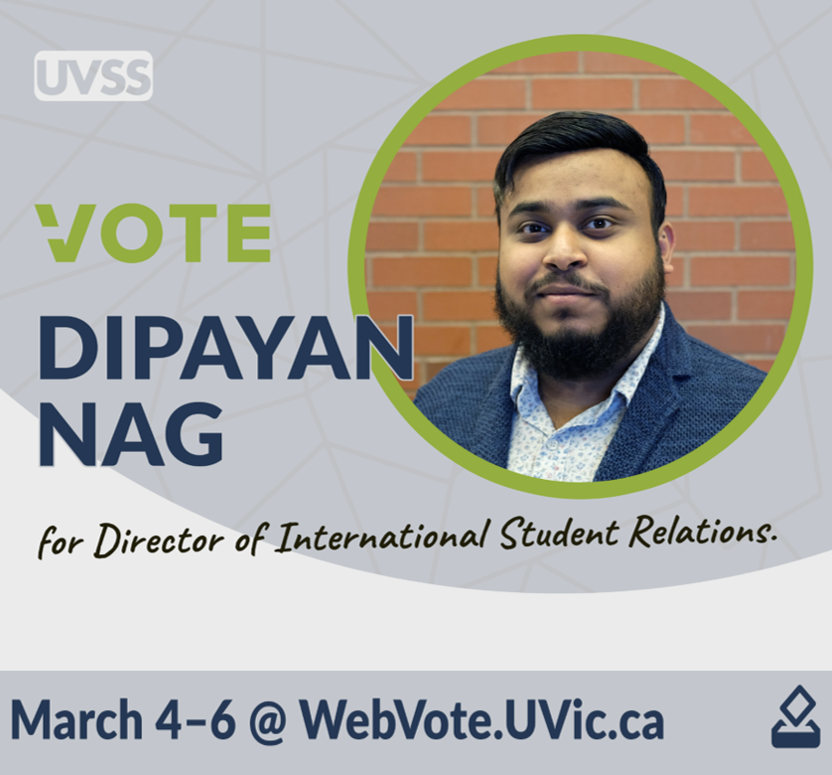 UVSS
VOTE
DIPAYAN
NAG
for Director of International Student Relations.
March 4–6 @ WebVote.UVic.ca